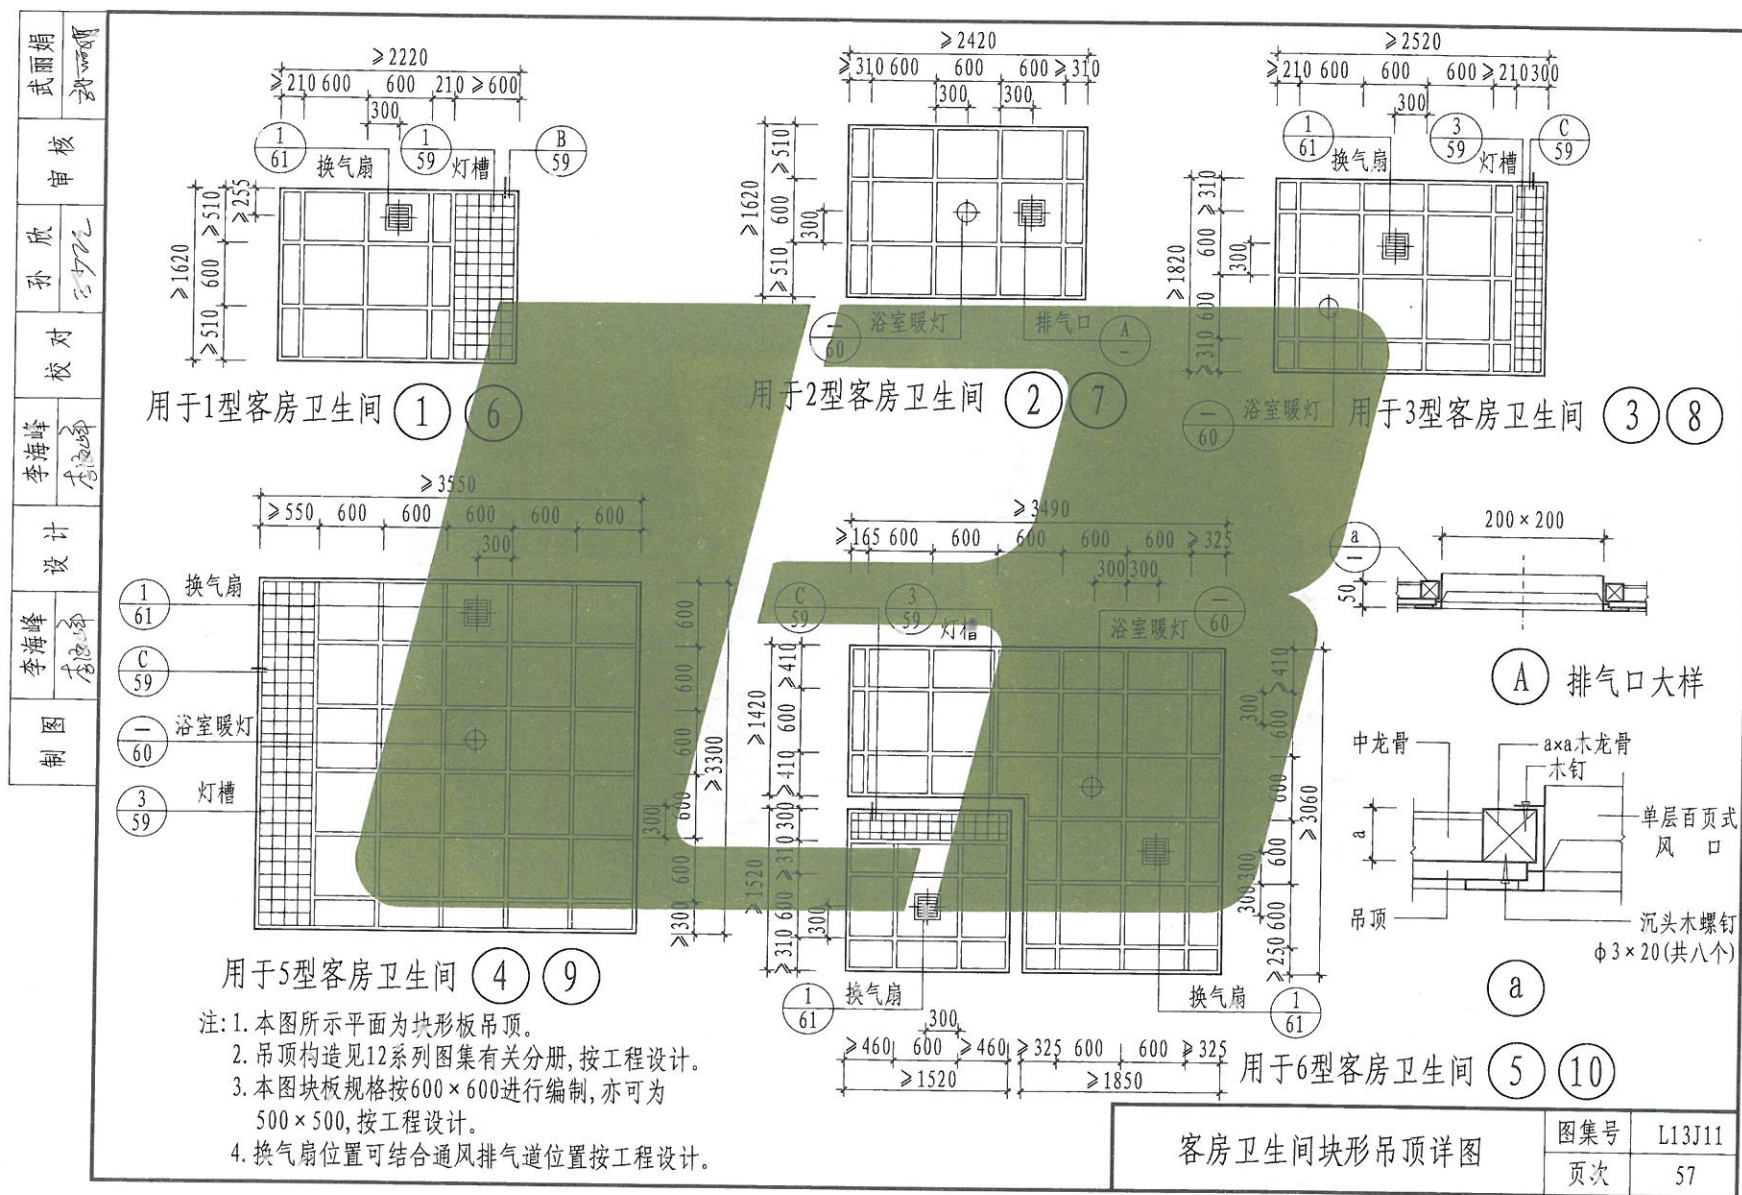 武丽娟
审核
孙欣
校对
李海峰
设计
李海峰
制图
≥2220
≥210 600 600 210 ≥600
300
1
61
换气扇
1
59
灯槽
B
59
≥1620
≥510 600 ≥510
≥255
用于1型客房卫生间 1 6
≥2420
≥310 600 600 600 ≥310
300 300
≥1620
≥510 600 ≥510
300
—
60
浴室暖灯
排气口
A
—
用于2型客房卫生间 2 7
≥2520
≥210 600 600 600 ≥210 300
300
1
61
换气扇
3
59
灯槽
C
59
≥1820
≥310 600 600 ≥310
300
—
60
浴室暖灯
用于3型客房卫生间 3 8
≥3550
≥550 600 600 600 600 600
300
1
61
换气扇
C
59
—
60
浴室暖灯
3
59
灯槽
600 600 600 600 600 ≥300
300
≥3300
用于5型客房卫生间 4 9
≥3490
≥165 600 600 600 600 600 ≥325
300 300
C
59
3
59
灯槽
浴室暖灯
—
60
≥1420
≥410 600 ≥410
≥1520
300 ≥310 600 ≥310
300
≥410 600 600 600 600 ≥250
300 300 300
≥3060
1
61
换气扇
换气扇
1
61
300
≥460 600 ≥460 ≥325 600 600 ≥325
≥1520 ≥1850
用于6型客房卫生间 5 10
200×200
a
—
50
A 排气口大样
中龙骨
a×a木龙骨
木钉
a
单层百页式
风口
吊顶
沉头木螺钉
φ3×20(共八个)
a
注: 1. 本图所示平面为块形板吊顶。
2. 吊顶构造见12系列图集有关分册,按工程设计。
3. 本图块板规格按600×600进行编制,亦可为
500×500,按工程设计。
4. 换气扇位置可结合通风排气道位置按工程设计。
客房卫生间块形吊顶详图
图集号 L13J11
页次 57